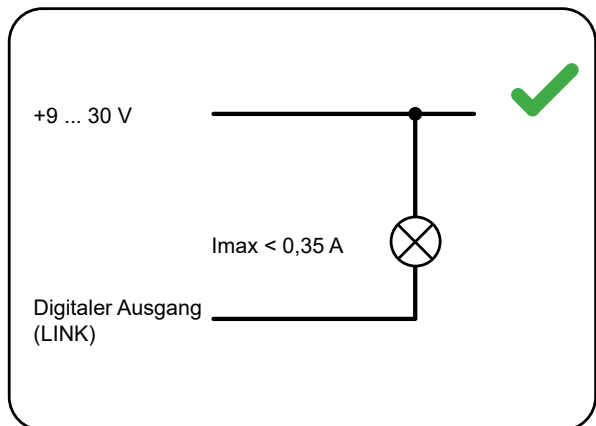 +9 ... 30 V
Imax < 0,35 A
Digitaler Ausgang
(LINK)